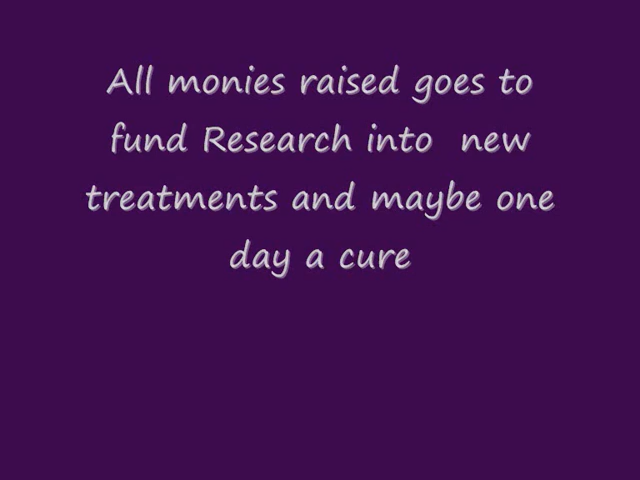 All monies raised goes to
fund Research into  new
treatments and maybe one
day a cure